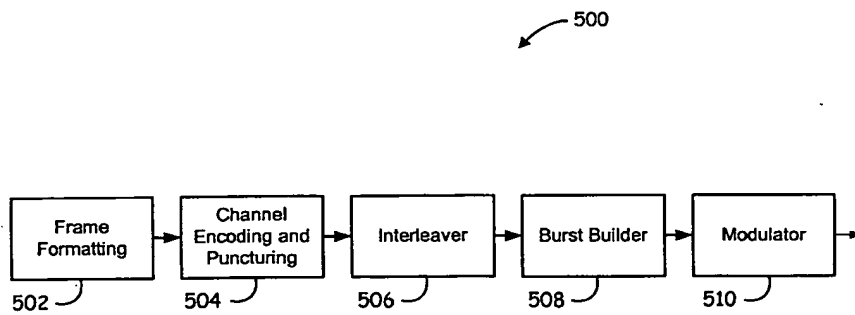 500
Frame
Formatting
Channel
Encoding and
Puncturing
Interleaver
Burst Builder
Modulator
502
504
506
508
510